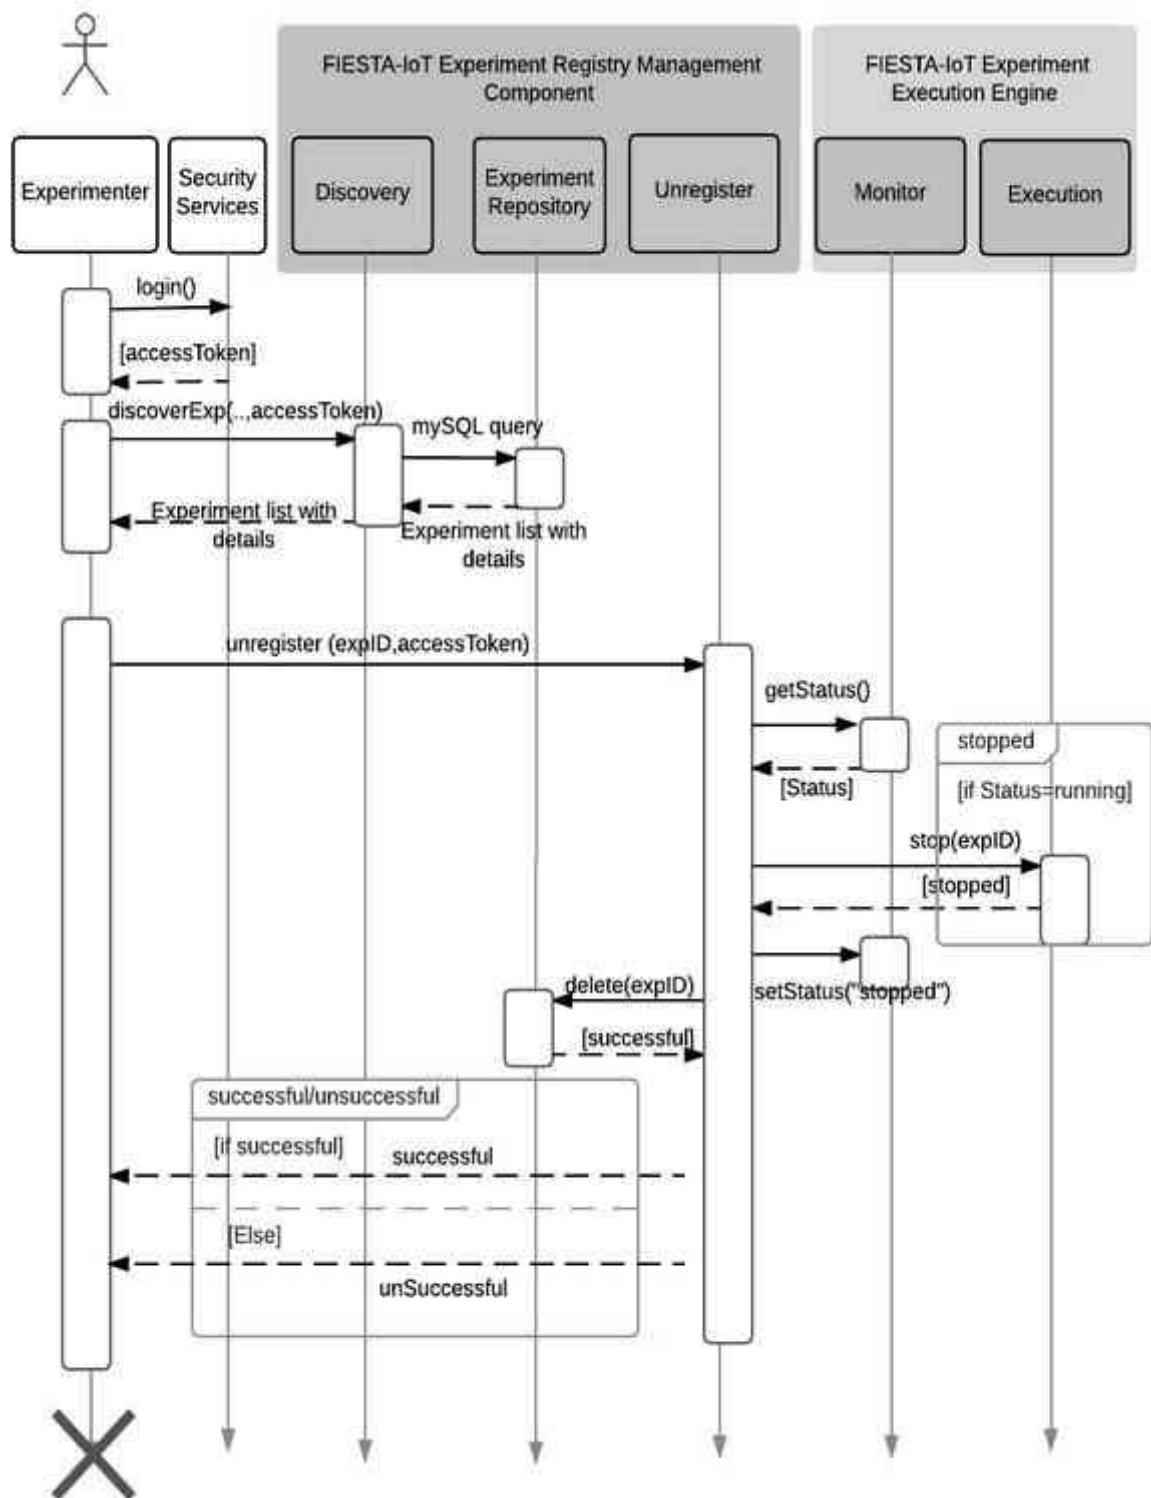 FIESTA-IoT Experiment Registry Management
Component
FIESTA-IoT Experiment
Execution Engine
Experimenter
Security
Services
Discovery
Experiment
Repository
Unregister
Monitor
Execution
login()
[accessToken]
discoverExp(..,accessToken)
mySQL query
Experiment list with
details
Experiment list with
details
unregister (expID,accessToken)
getStatus()
[Status]
stopped
[if Status=running]
stop(expID)
[stopped]
setStatus("stopped")
delete(expID)
[successful]
successful/unsuccessful
[if successful]
successful
[Else]
unSuccessful